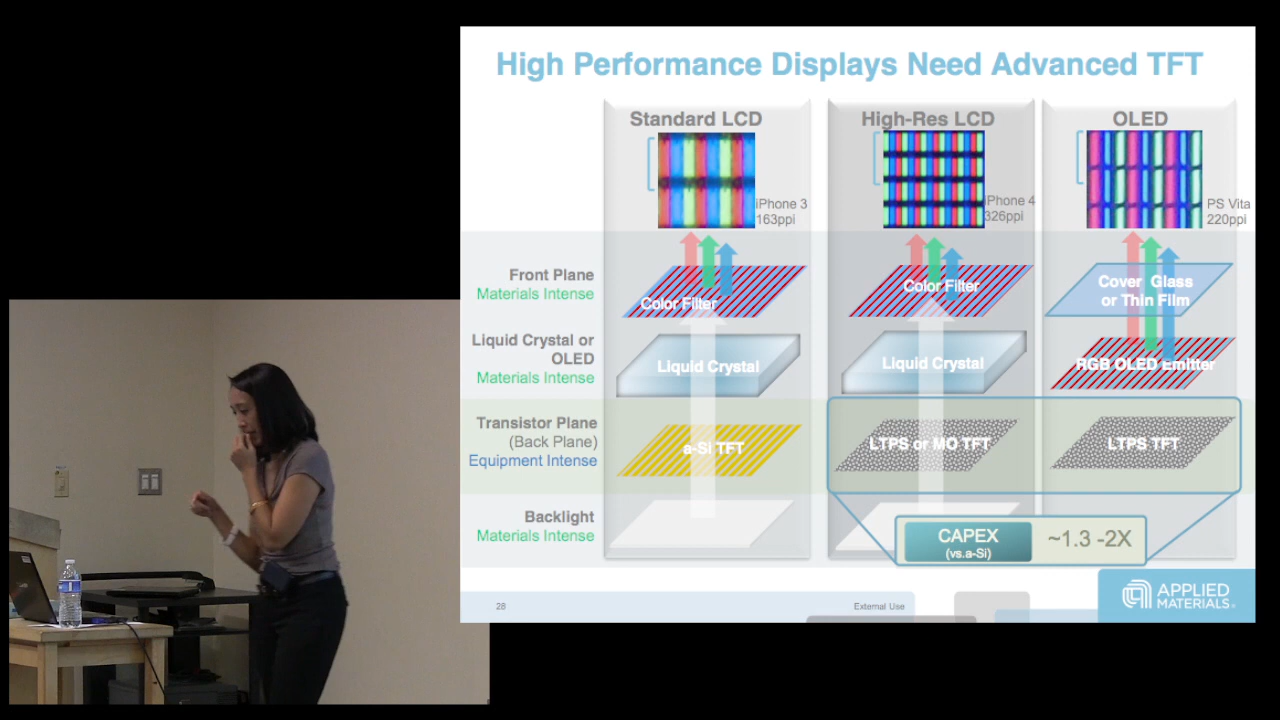 High Performance Displays Need Advanced TFT
Standard LCD
High-Res LCD
OLED
iPhone 3
163ppi
iPhone 4
326ppi
PS Vita
220ppi
Front Plane
Materials Intense
Color Filter
Color Filter
Cover Glass
or Thin Film
Liquid Crystal or
OLED
Materials Intense
Liquid Crystal
Liquid Crystal
RGB OLED Emitter
Transistor Plane
(Back Plane)
Equipment Intense
a-Si TFT
LTPS or MO TFT
LTPS TFT
Backlight
Materials Intense
CAPEX
(vs.a-Si)
~1.3 -2X
28
External Use
APPLIED
MATERIALS